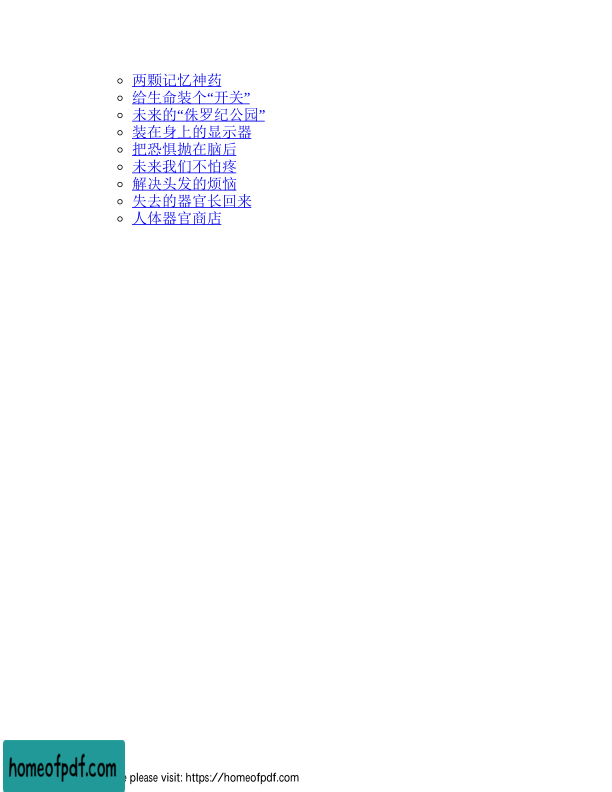 两颗记忆神药
给生命装个“开关”
未来的“侏罗纪公园”
装在身上的显示器
把恐惧抛在脑后
未来我们不怕疼
解决头发的烦恼
失去的器官长回来
人体器官商店
homeofpdf.com
please visit: https://homeofpdf.com